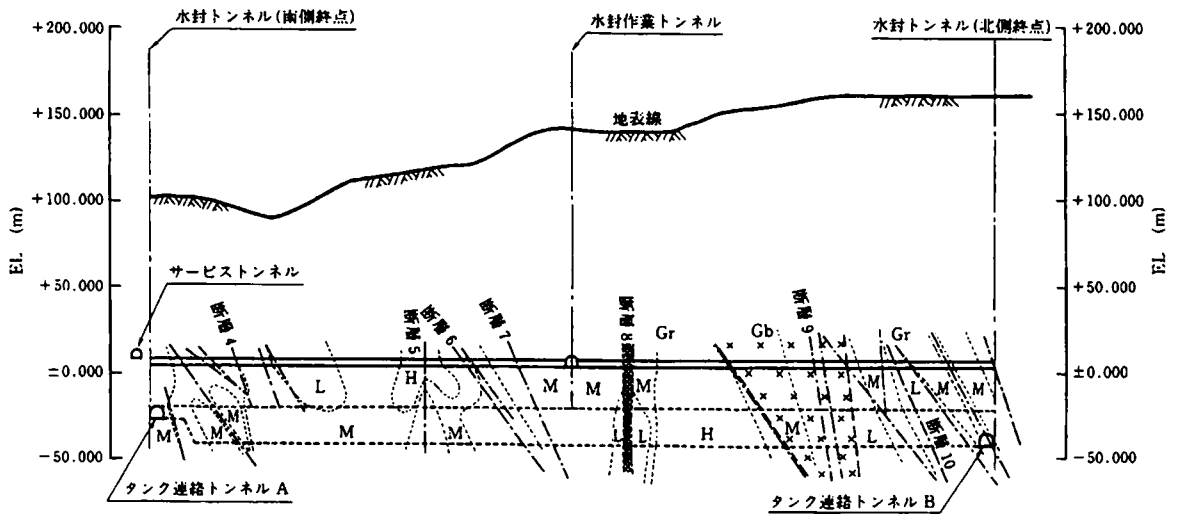 水封トンネル(南側終点)
水封作業トンネル
水封トンネル(北側終点)
+200.000
+200.000
+150.000
地表線
+150.000
+100.000
+100.000
EL (m)
EL (m)
サービストンネル
+50.000
+50.000
断層4
断層5
断層6
断層7
断層8
Gr
Gb
断層9
Gr
±0.000
±0.000
L
H
M
M
M
M
L
M
M
M
M
M
M
M
L
L
H
M
L
断層10
-50.000
-50.000
タンク連絡トンネルA
タンク連絡トンネルB